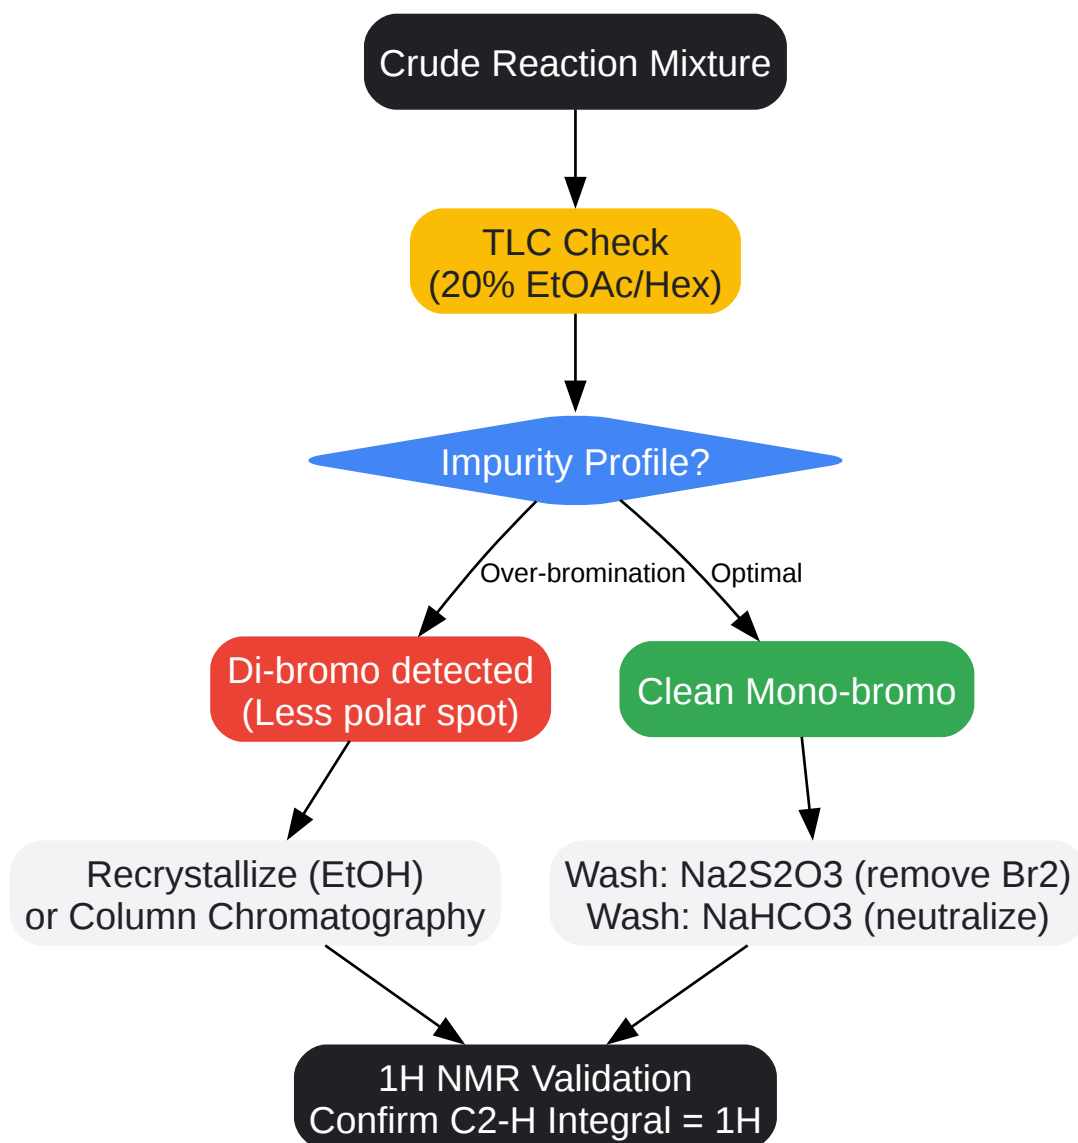 Crude Reaction Mixture
TLC Check
(20% EtOAc/Hex)
Impurity Profile?
Over-bromination
Optimal
Di-bromo detected
(Less polar spot)
Clean Mono-bromo
Recrystallize (EtOH)
or Column Chromatography
Wash: Na2S2O3 (remove Br2)
Wash: NaHCO3 (neutralize)
1H NMR Validation
Confirm C2-H Integral = 1H